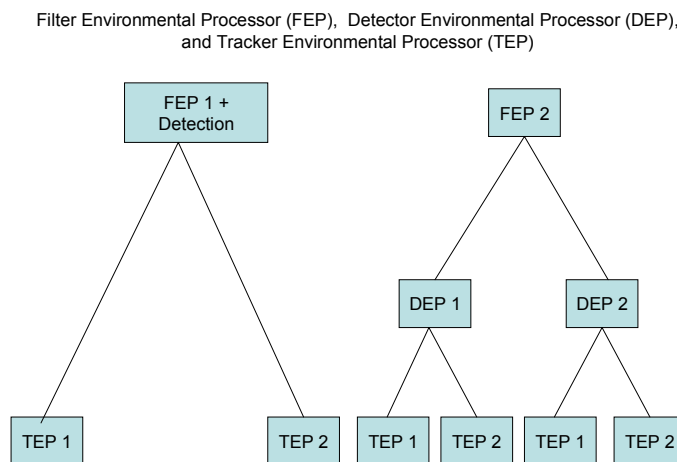 Filter Environmental Processor (FEP),  Detector Environmental Processor (DEP),
and Tracker Environmental Processor (TEP)
FEP 1 +
Detection
FEP 2
DEP 1
DEP 2
TEP 1
TEP 2
TEP 1
TEP 2
TEP 1
TEP 2